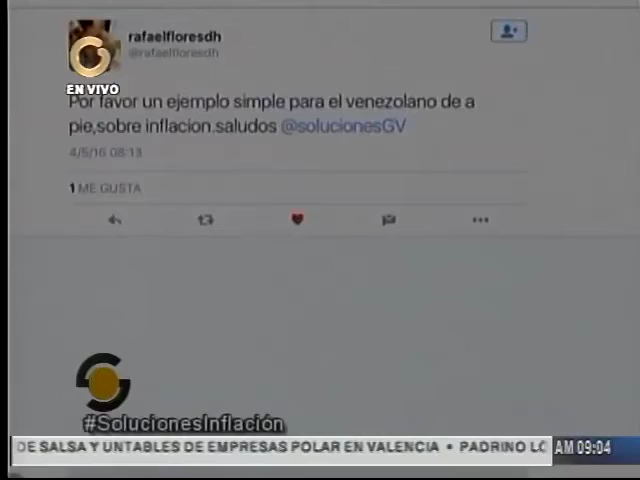 rafaelfloresdh
@rafaelfloresdh
EN VIVO
Por favor un ejemplo simple para el venezolano de a
pie,sobre inflacion.saludos @solucionesGV
4/5/16 08:13
1 ME GUSTA
#SolucionesInflación
DE SALSA Y UNTABLES DE EMPRESAS POLAR EN VALENCIA • PADRINO LÓ
AM 09:04